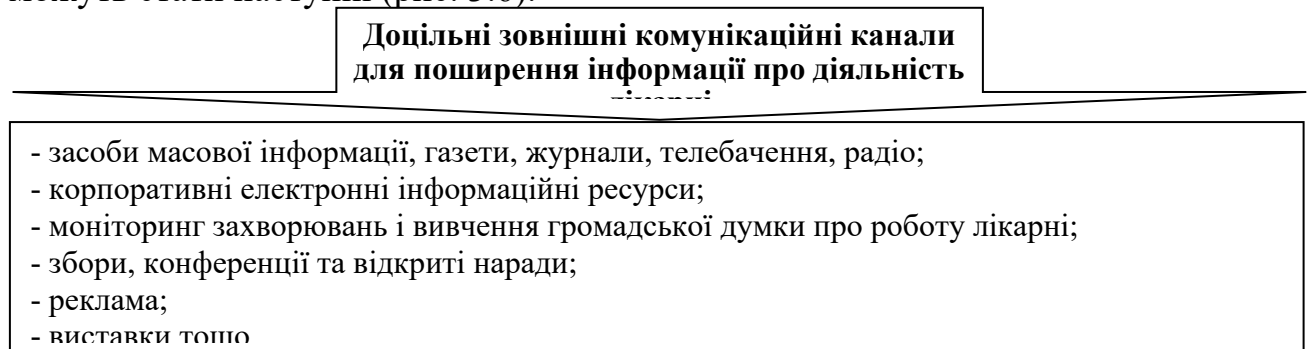 Доцільні зовнішні комунікаційні канали
для поширення інформації про діяльність
- засоби масової інформації, газети, журнали, телебачення, радіо;
- корпоративні електронні інформаційні ресурси;
- моніторинг захворювань і вивчення громадської думки про роботу лікарні;
- збори, конференції та відкриті наради;
- реклама;
- виставки тощо